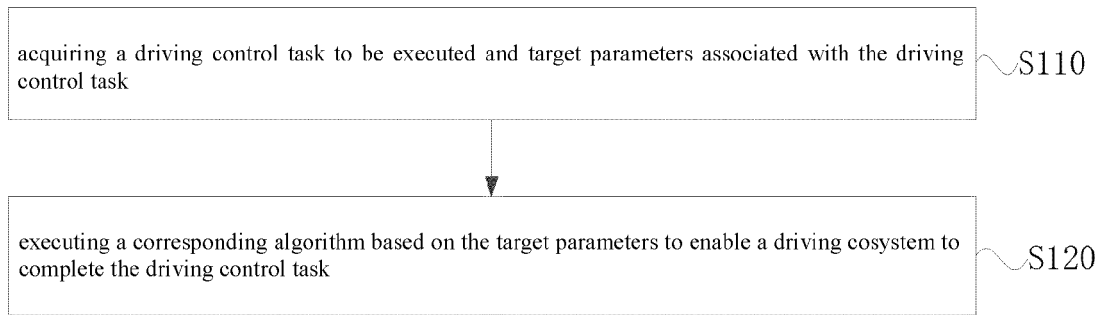 acquiring a driving control task to be executed and target parameters associated with the driving
control task
S110
executing a corresponding algorithm based on the target parameters to enable a driving cosystem to
complete the driving control task
S120